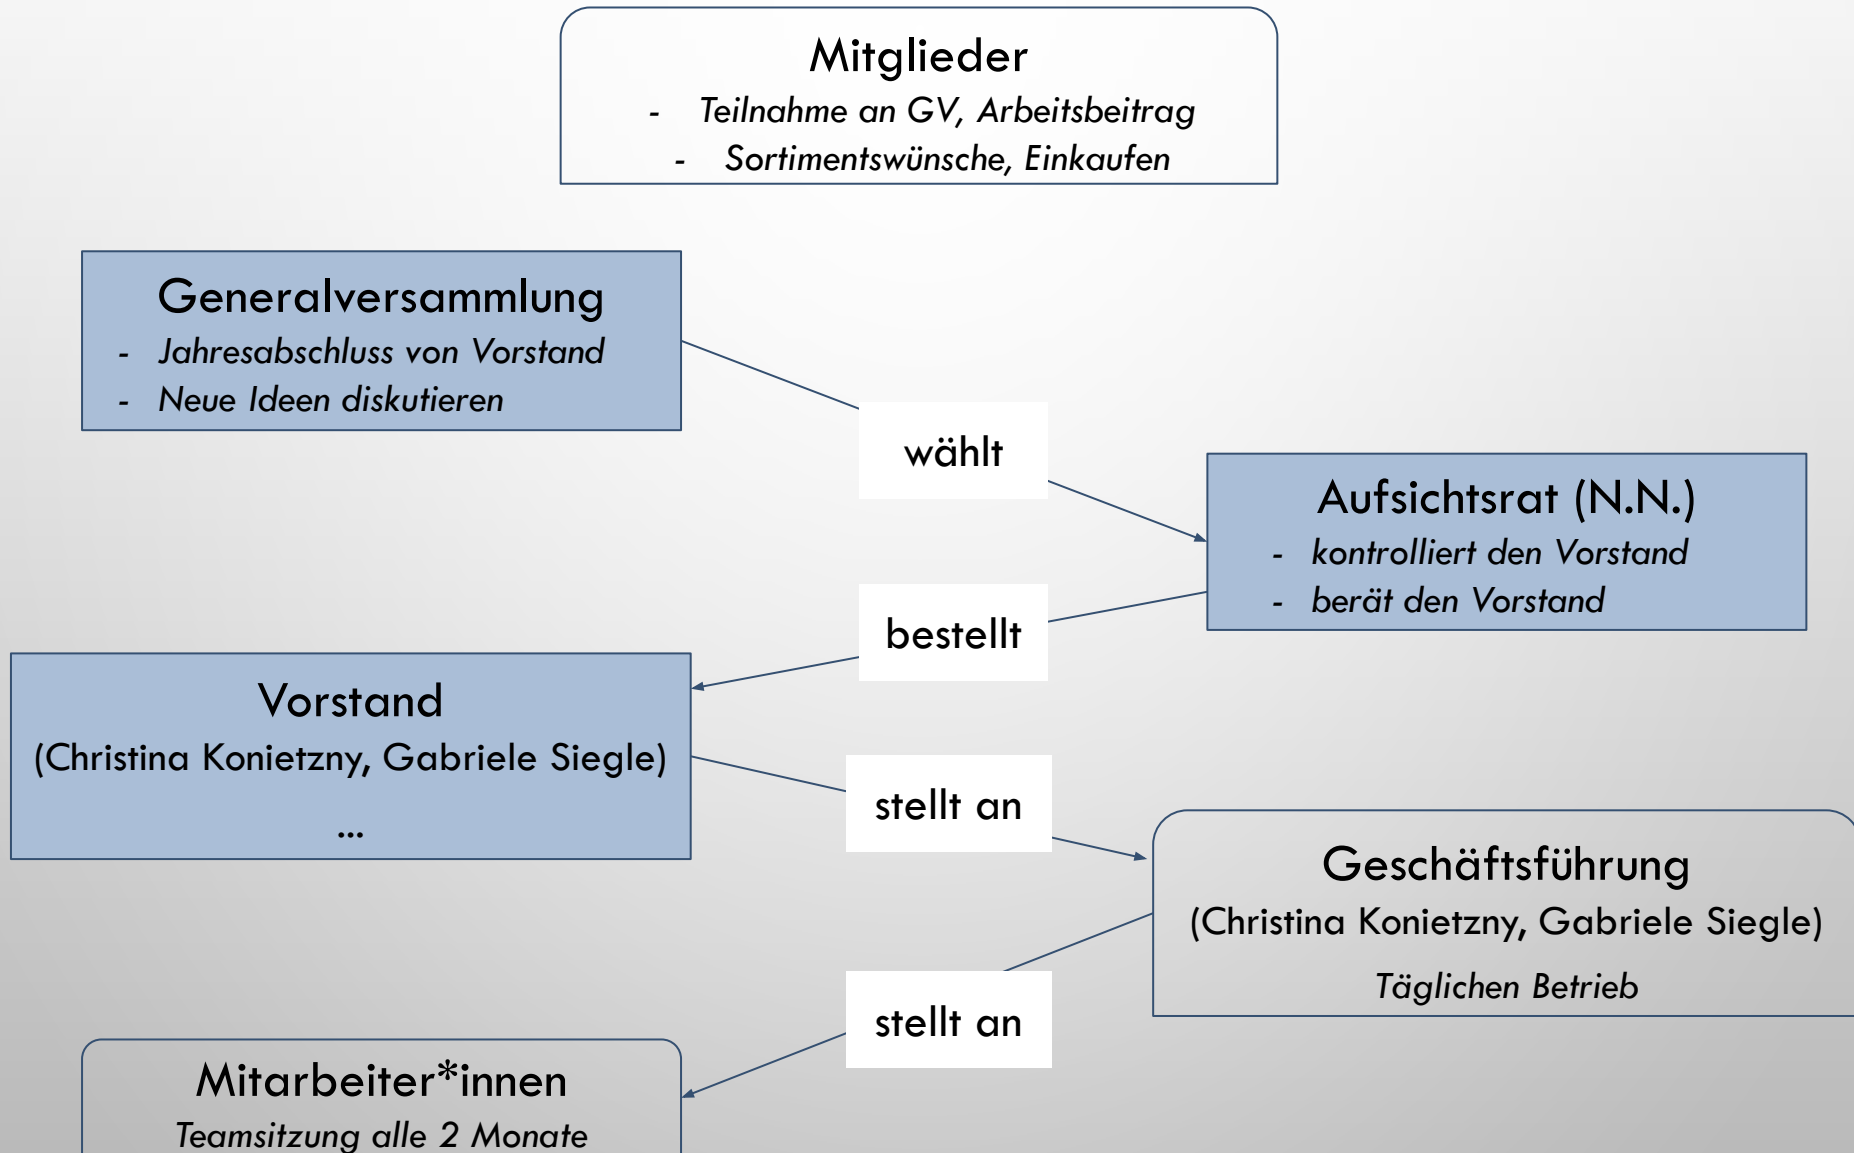 Mitglieder
- Teilnahme an GV, Arbeitsbeitrag
- Sortimentswünsche, Einkaufen
Generalversammlung
- Jahresabschluss von Vorstand
- Neue Ideen diskutieren
wählt
Aufsichtsrat (N.N.)
- kontrolliert den Vorstand
- berät den Vorstand
bestellt
Vorstand
(Christina Konietzny, Gabriele Siegle)
...
stellt an
Geschäftsführung
(Christina Konietzny, Gabriele Siegle)
Täglichen Betrieb
stellt an
Mitarbeiter*innen
Teamsitzung alle 2 Monate